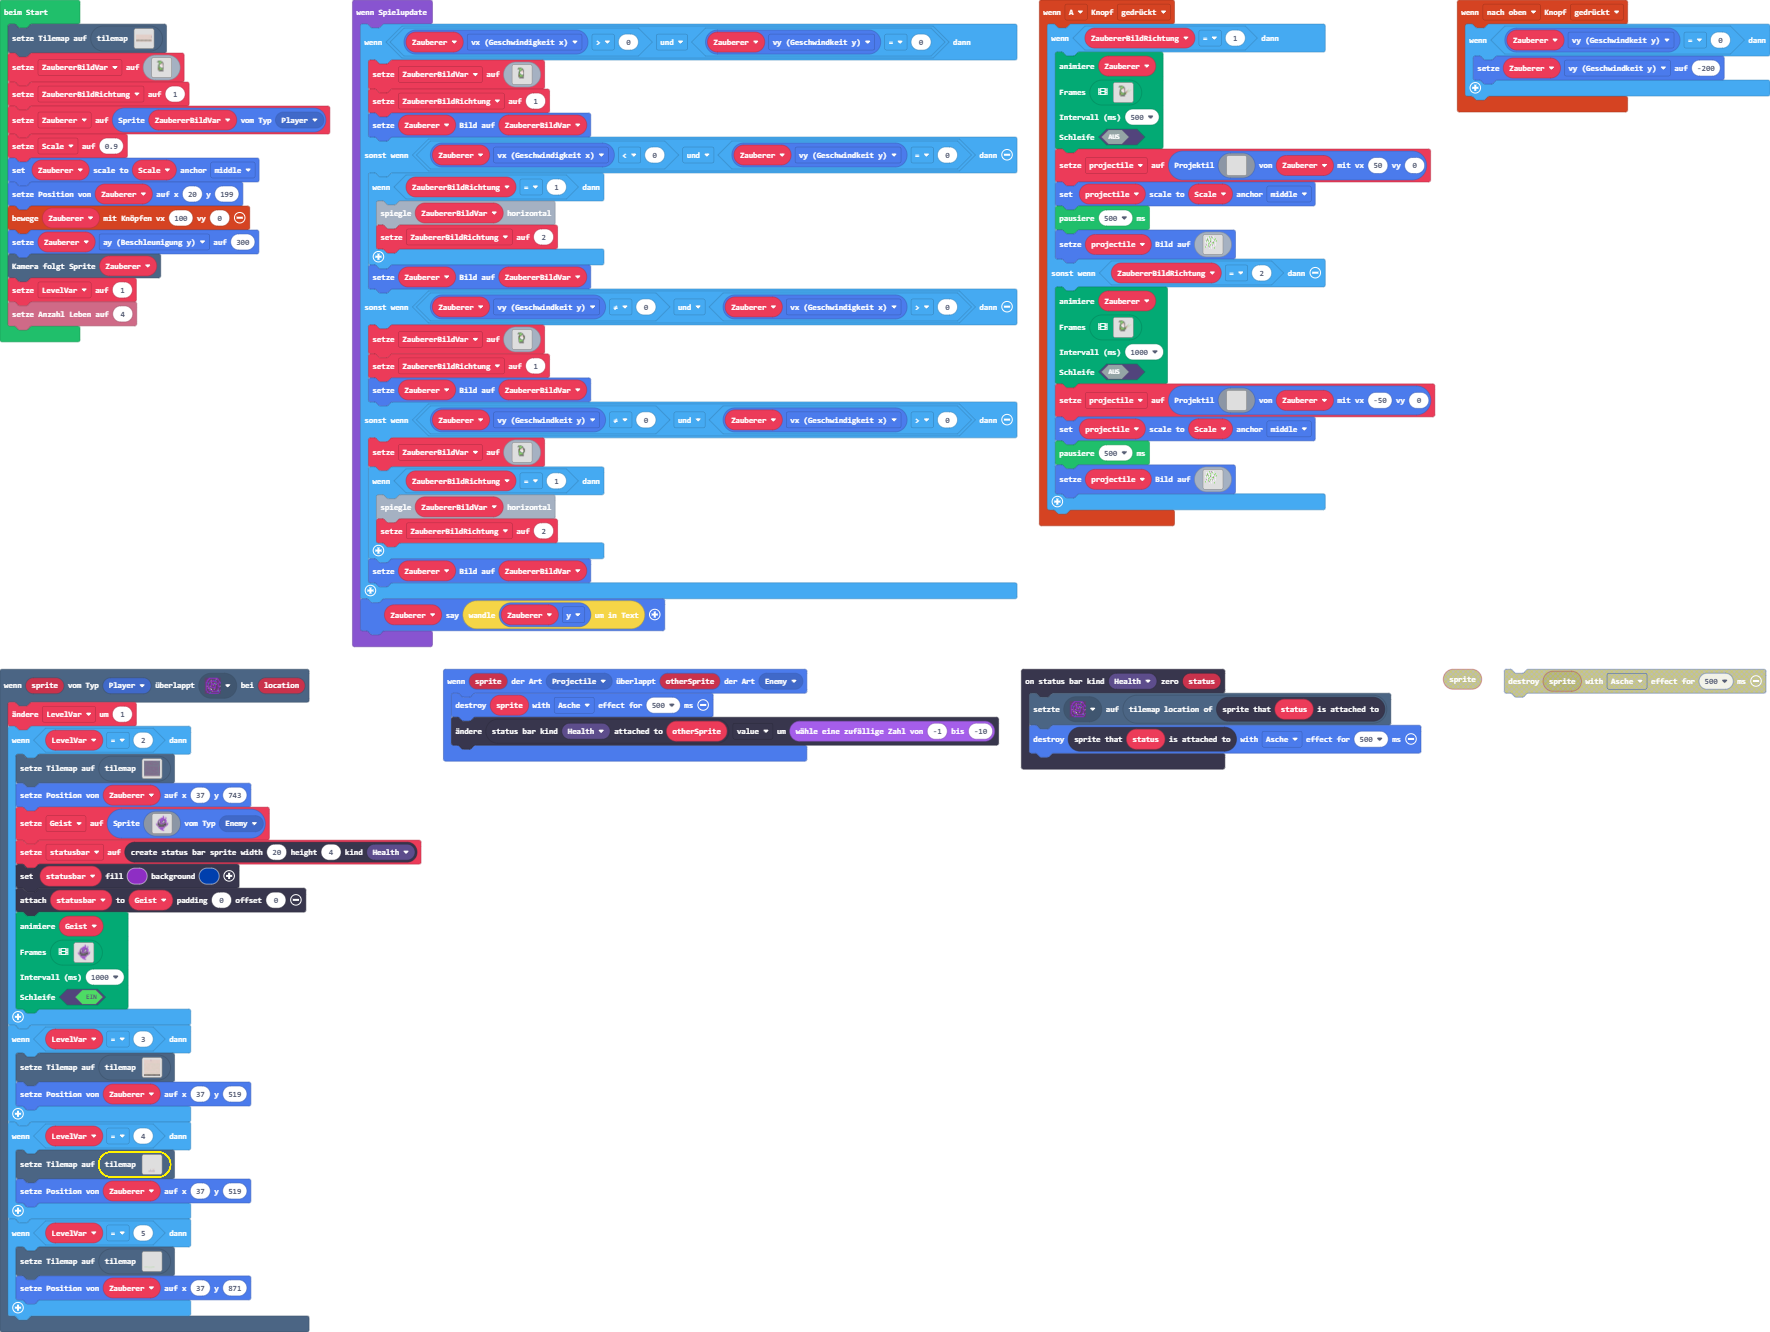 beim Start
setze Tilemap auf tilemap
setze ZaubererBildVar auf
setze ZaubererBildRichtung auf 1
setze Zauberer auf Sprite ZaubererBildVar vom Typ Player
setze Scale auf 0.9
set Zauberer scale to Scale anchor middle
setze Position von Zauberer auf x 20 y 199
bewege Zauberer mit Knöpfen vx 100 vy 0
setze Zauberer ay (Beschleunigung y) auf 300
Kamera folgt Sprite Zauberer
setze LevelVar auf 1
setze Anzahl Leben auf 4
wenn Spielupdate
wenn Zauberer vx (Geschwindigkeit x) > 0 und Zauberer vy (Geschwindkeit y) = 0 dann
setze ZaubererBildVar auf
setze ZaubererBildRichtung auf 1
setze Zauberer Bild auf ZaubererBildVar
sonst wenn Zauberer vx (Geschwindigkeit x) < 0 und Zauberer vy (Geschwindkeit y) = 0 dann
wenn ZaubererBildRichtung = 1 dann
spiegle ZaubererBildVar horizontal
setze ZaubererBildRichtung auf 2
setze Zauberer Bild auf ZaubererBildVar
sonst wenn Zauberer vy (Geschwindkeit y) ≠ 0 und Zauberer vx (Geschwindigkeit x) > 0 dann
setze ZaubererBildVar auf
setze ZaubererBildRichtung auf 1
setze Zauberer Bild auf ZaubererBildVar
sonst wenn Zauberer vy (Geschwindkeit y) ≠ 0 und Zauberer vx (Geschwindigkeit x) > 0 dann
setze ZaubererBildVar auf
wenn ZaubererBildRichtung = 1 dann
spiegle ZaubererBildVar horizontal
setze ZaubererBildRichtung auf 2
setze Zauberer Bild auf ZaubererBildVar
Zauberer say wandle Zauberer y um in Text
wenn A Knopf gedrückt
wenn ZaubererBildRichtung = 1 dann
animiere Zauberer
Frames
Intervall (ms) 500
Schleife AUS
setze projectile auf Projektil von Zauberer mit vx 50 vy 0
set projectile scale to Scale anchor middle
pausiere 500 ms
setze projectile Bild auf
sonst wenn ZaubererBildRichtung = 2 dann
animiere Zauberer
Frames
Intervall (ms) 1000
Schleife AUS
setze projectile auf Projektil von Zauberer mit vx -50 vy 0
set projectile scale to Scale anchor middle
pausiere 500 ms
setze projectile Bild auf
wenn nach oben Knopf gedrückt
wenn Zauberer vy (Geschwindkeit y) = 0 dann
setze Zauberer vy (Geschwindkeit y) auf -200
wenn sprite vom Typ Player überlappt bei location
ändere LevelVar um 1
wenn LevelVar = 2 dann
setze Tilemap auf tilemap
setze Position von Zauberer auf x 37 y 743
setze Geist auf Sprite vom Typ Enemy
setze statusbar auf create status bar sprite width 20 height 4 kind Health
set statusbar fill background
attach statusbar to Geist padding 0 offset 0
animiere Geist
Frames
Intervall (ms) 1000
Schleife EIN
wenn LevelVar = 3 dann
setze Tilemap auf tilemap
setze Position von Zauberer auf x 37 y 519
wenn LevelVar = 4 dann
setze Tilemap auf tilemap
setze Position von Zauberer auf x 37 y 519
wenn LevelVar = 5 dann
setze Tilemap auf tilemap
setze Position von Zauberer auf x 37 y 871
wenn sprite der Art Projectile überlappt otherSprite der Art Enemy
destroy sprite with Asche effect for 500 ms
ändere status bar kind Health attached to otherSprite value um wähle eine zufällige Zahl von -1 bis -10
on status bar kind Health zero status
setzte auf tilemap location of sprite that status is attached to
destroy sprite that status is attached to with Asche effect for 500 ms
sprite
destroy sprite with Asche effect for 500 ms